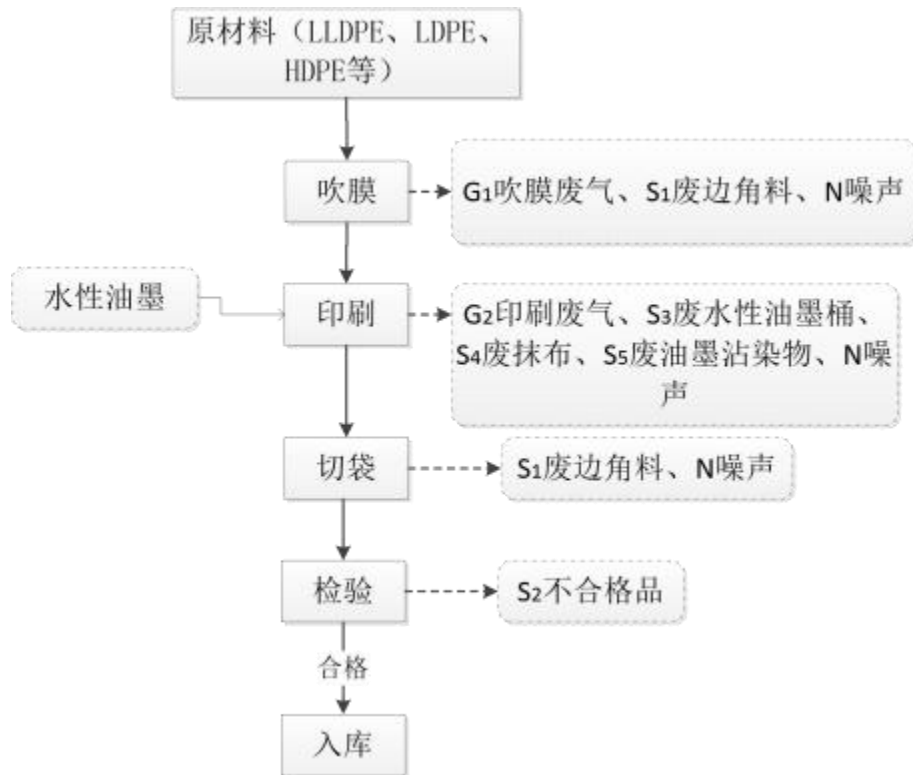 原材料（LLDPE、LDPE、
HDPE等）
吹膜
G₁吹膜废气、S₁废边角料、N噪声
水性油墨
印刷
G₂印刷废气、S₃废水性油墨桶、
S₄废抹布、S₅废油墨沾染物、N噪
声
切袋
S₁废边角料、N噪声
检验
S₂不合格品
合格
入库